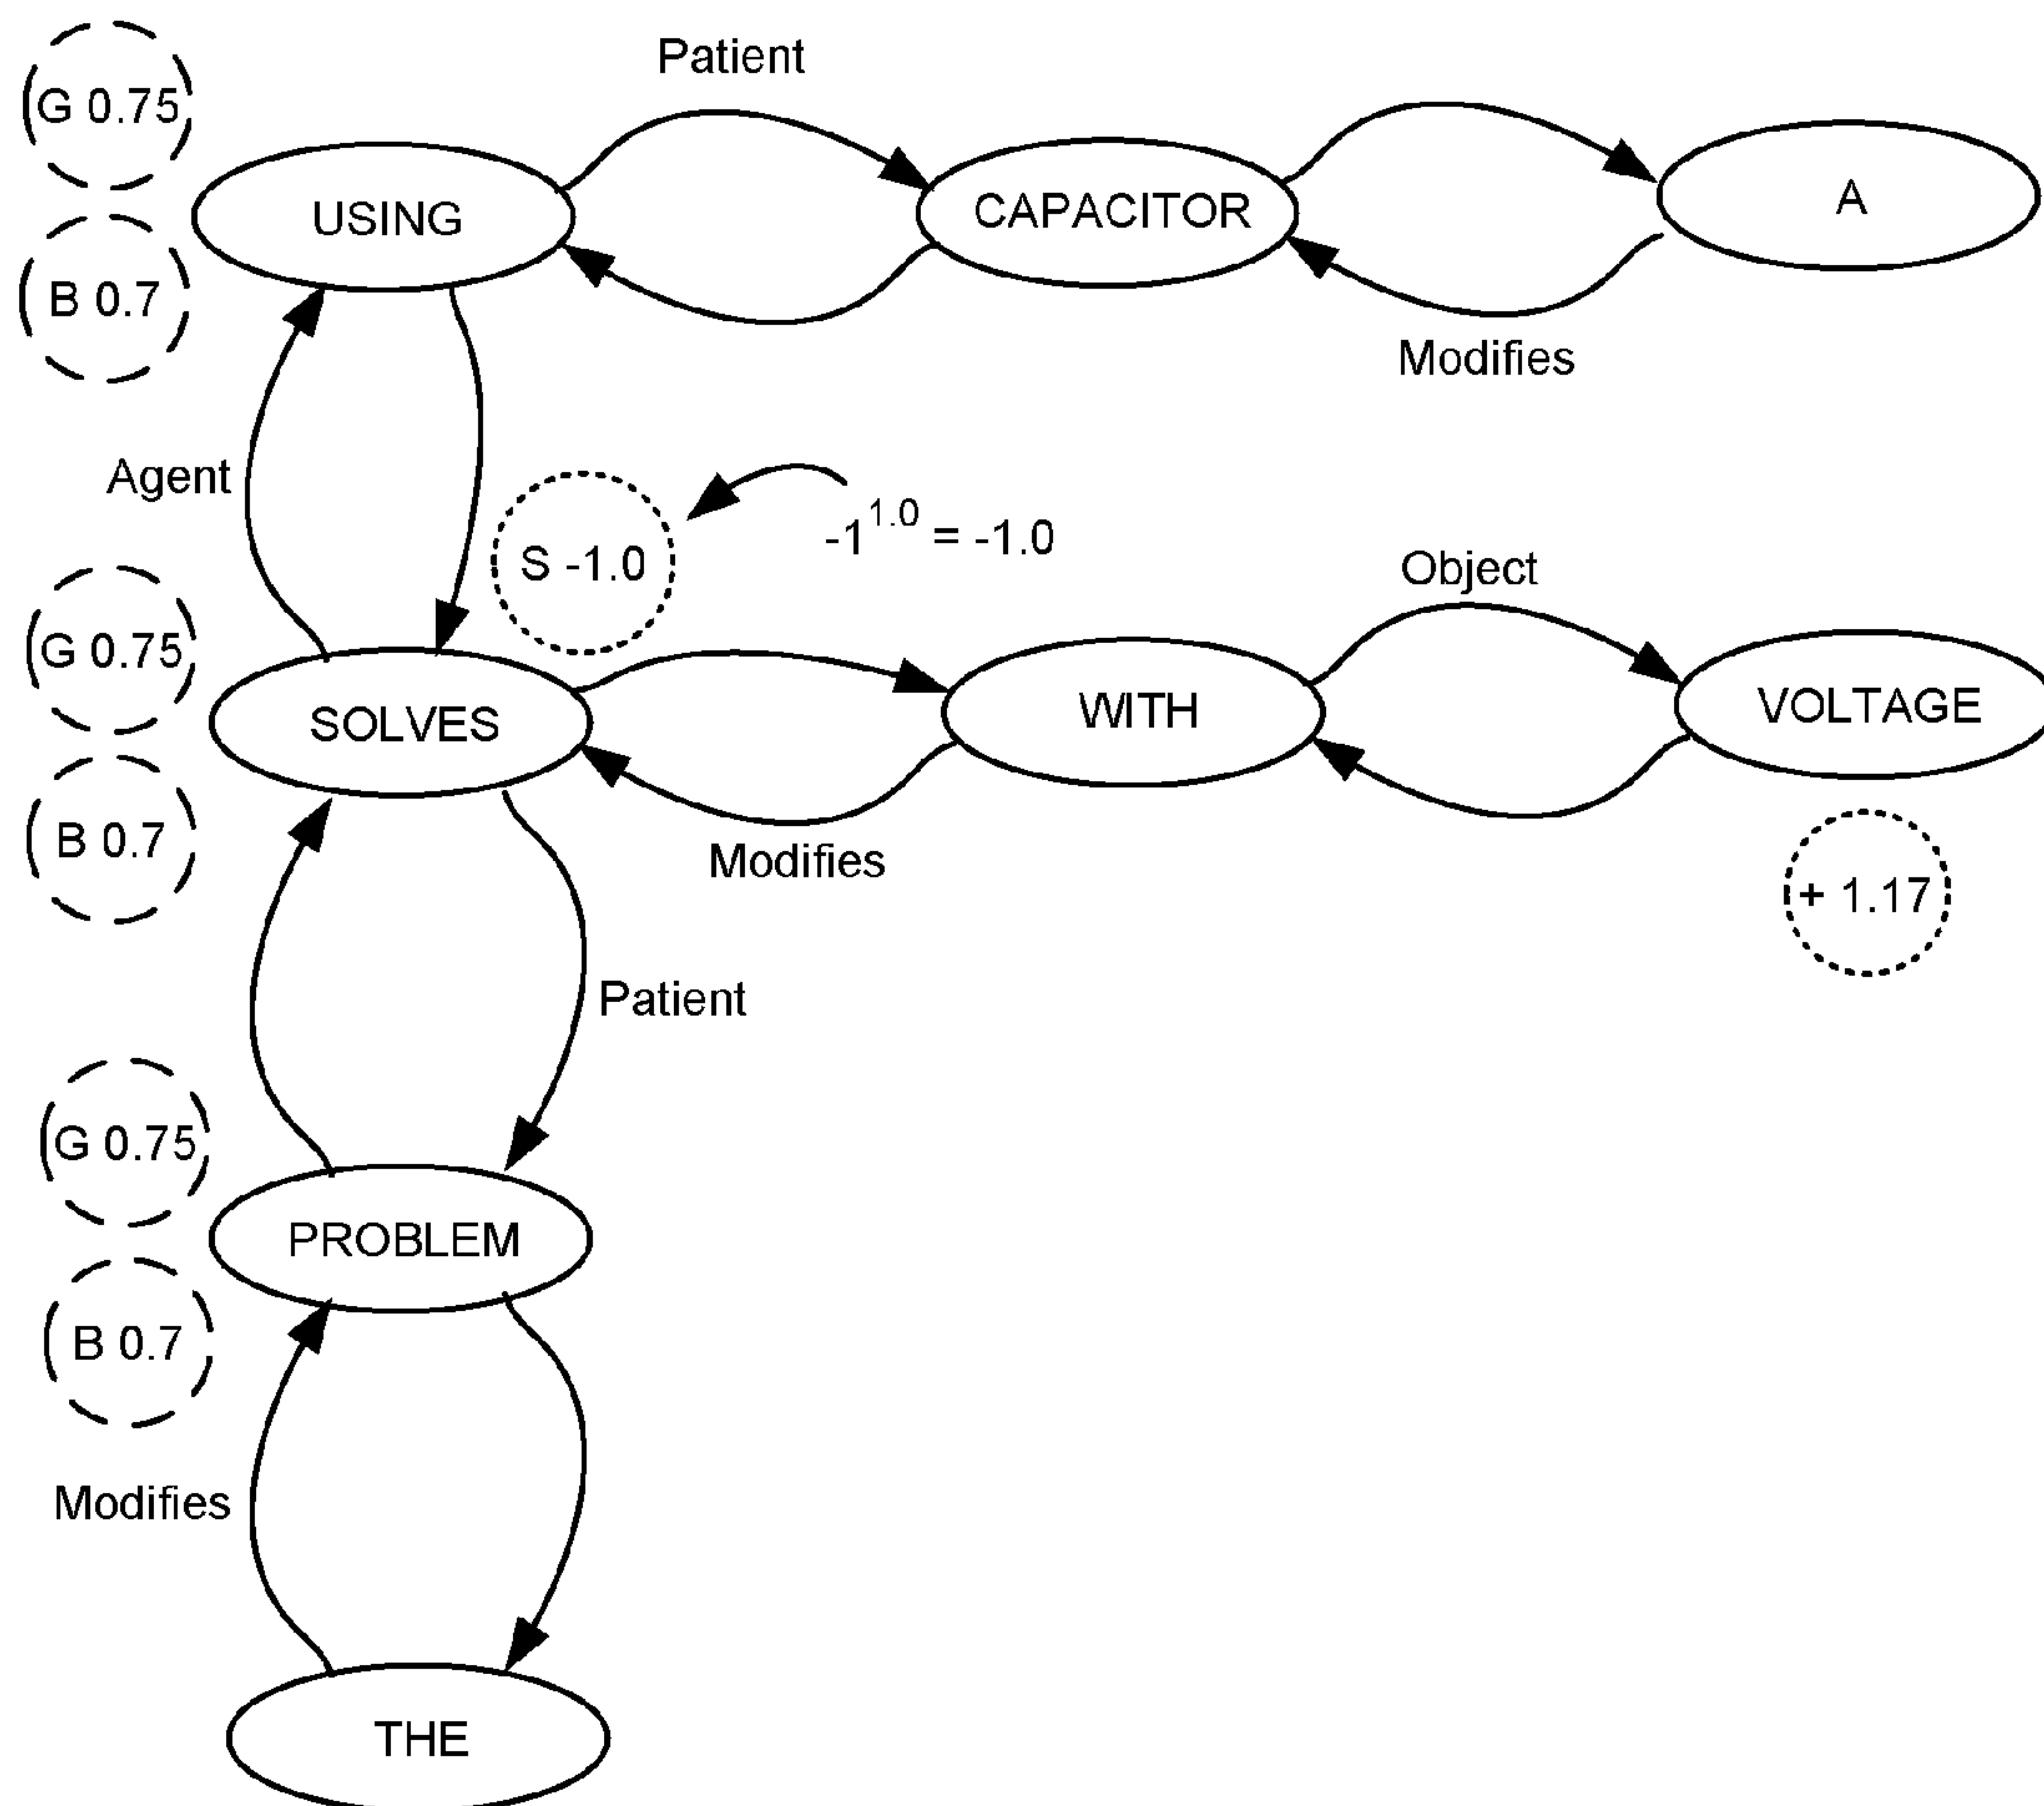 Patient
G 0.75
USING
CAPACITOR
A
B 0.7
Modifies
Agent
-1^1.0 = -1.0
S -1.0
Object
G 0.75
SOLVES
WITH
VOLTAGE
B 0.7
Modifies
+ 1.17
Patient
G 0.75
PROBLEM
B 0.7
Modifies
THE